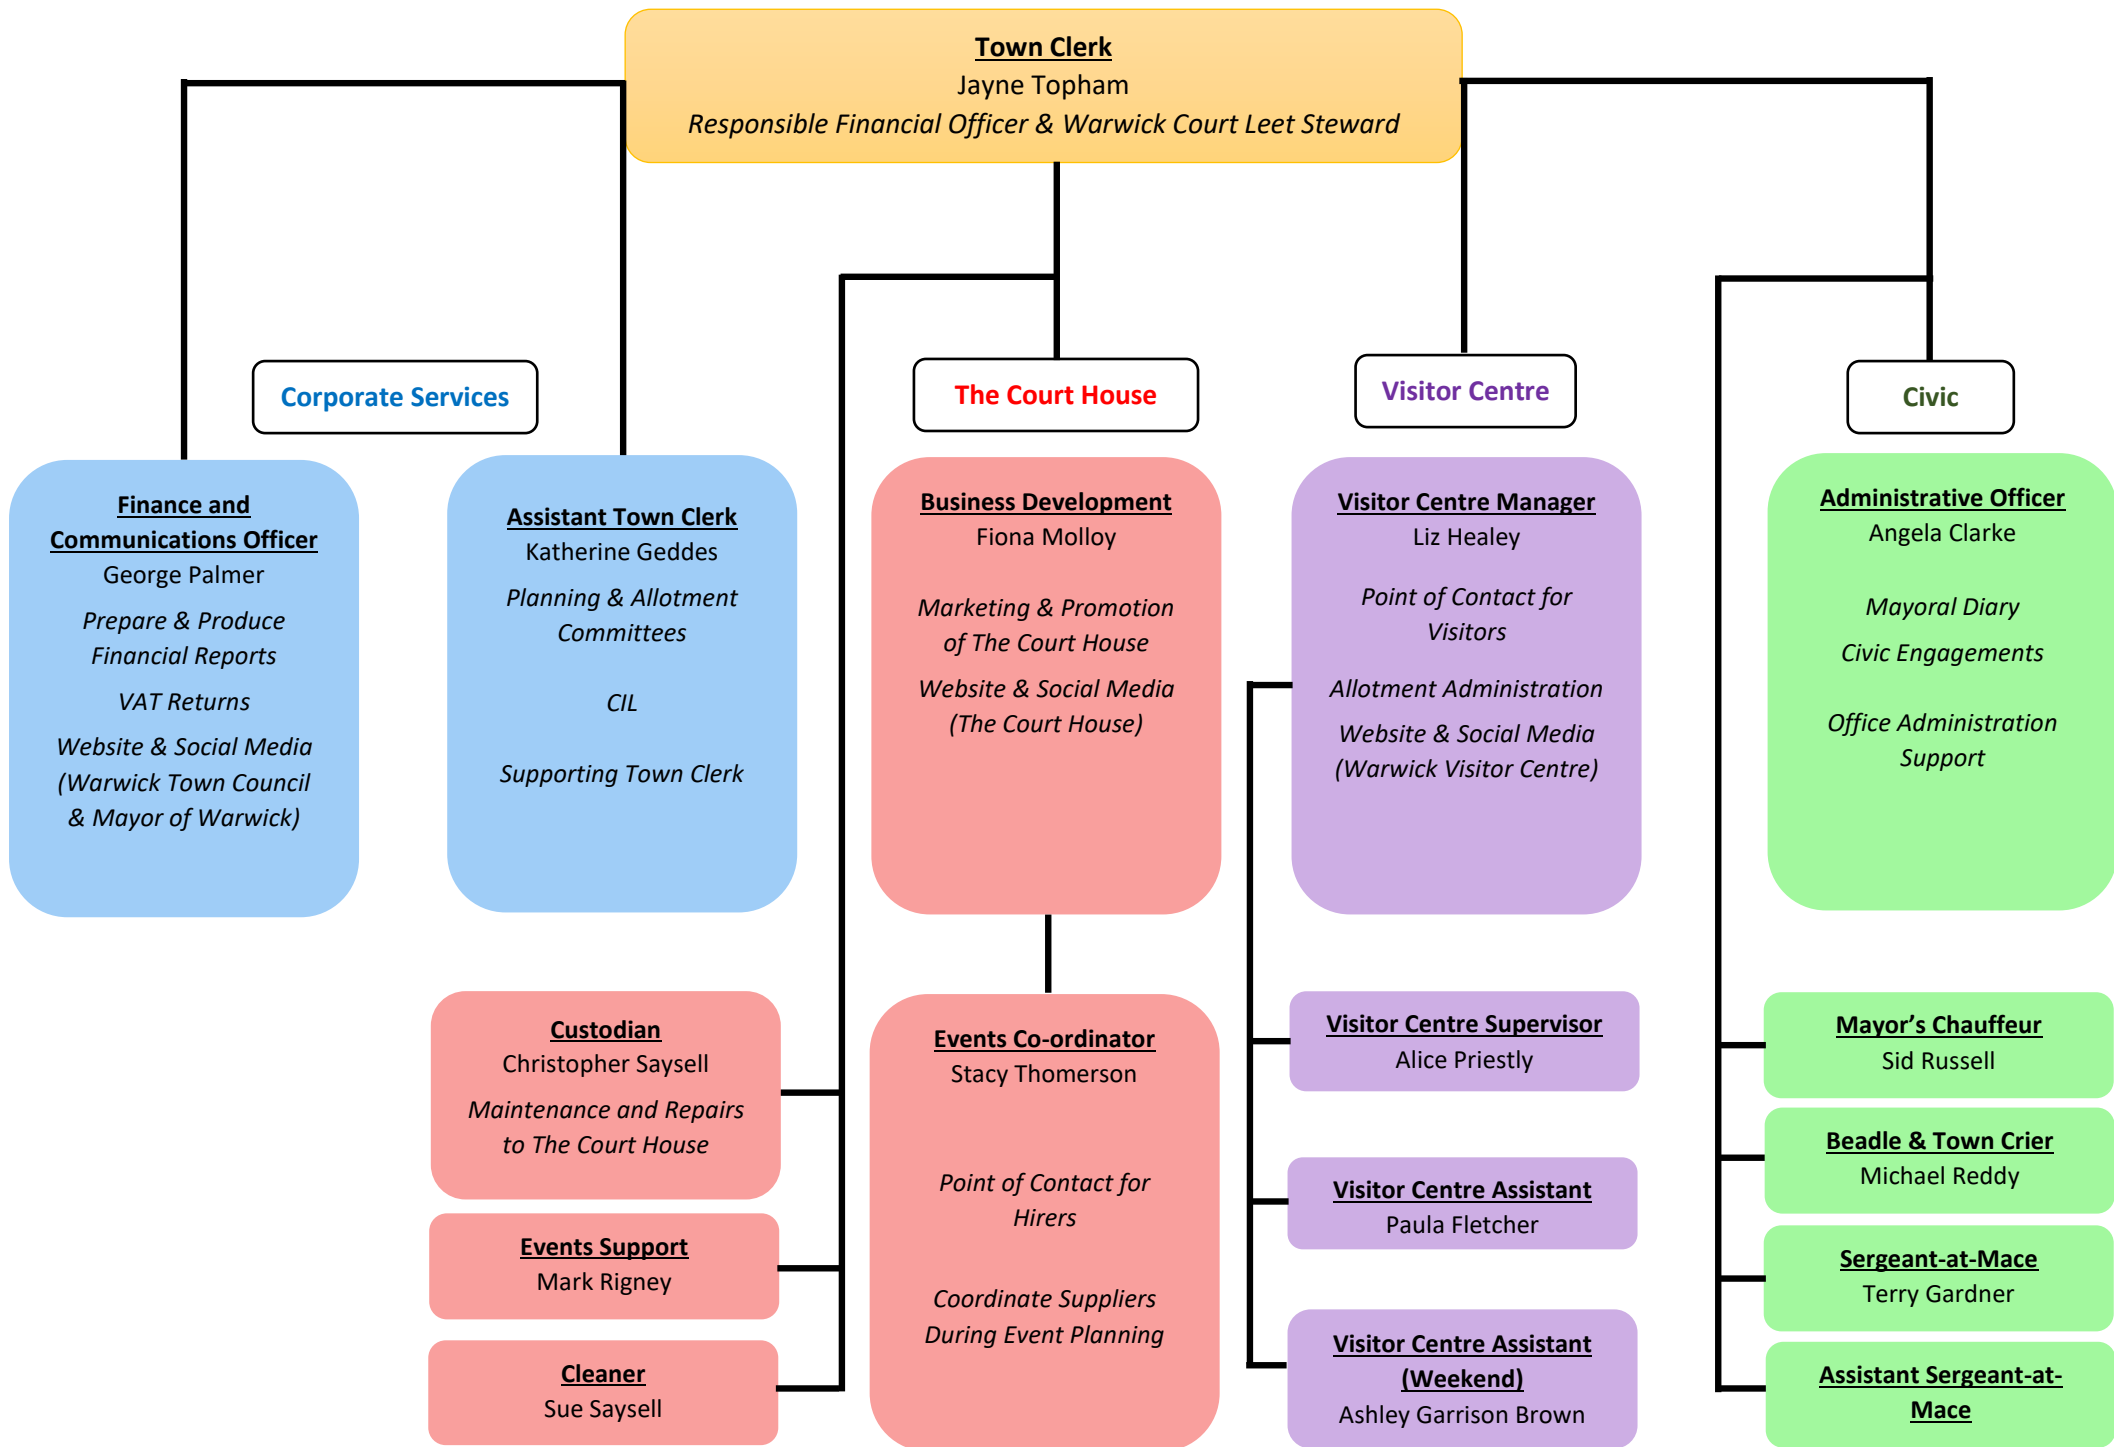 Town Clerk
Jayne Topham
Responsible Financial Officer & Warwick Court Leet Steward
Corporate Services
The Court House
Visitor Centre
Civic
Finance and
Communications Officer
George Palmer
Prepare & Produce
Financial Reports
VAT Returns
Website & Social Media
(Warwick Town Council
& Mayor of Warwick)
Assistant Town Clerk
Katherine Geddes
Planning & Allotment
Committees
CIL
Supporting Town Clerk
Business Development
Fiona Molloy
Marketing & Promotion
of The Court House
Website & Social Media
(The Court House)
Visitor Centre Manager
Liz Healey
Point of Contact for
Visitors
Allotment Administration
Website & Social Media
(Warwick Visitor Centre)
Administrative Officer
Angela Clarke
Mayoral Diary
Civic Engagements
Office Administration
Support
Custodian
Christopher Saysell
Maintenance and Repairs
to The Court House
Events Support
Mark Rigney
Cleaner
Sue Saysell
Events Co-ordinator
Stacy Thomerson
Point of Contact for
Hirers
Coordinate Suppliers
During Event Planning
Visitor Centre Supervisor
Alice Priestly
Visitor Centre Assistant
Paula Fletcher
Visitor Centre Assistant
(Weekend)
Ashley Garrison Brown
Mayor’s Chauffeur
Sid Russell
Beadle & Town Crier
Michael Reddy
Sergeant-at-Mace
Terry Gardner
Assistant Sergeant-at-
Mace